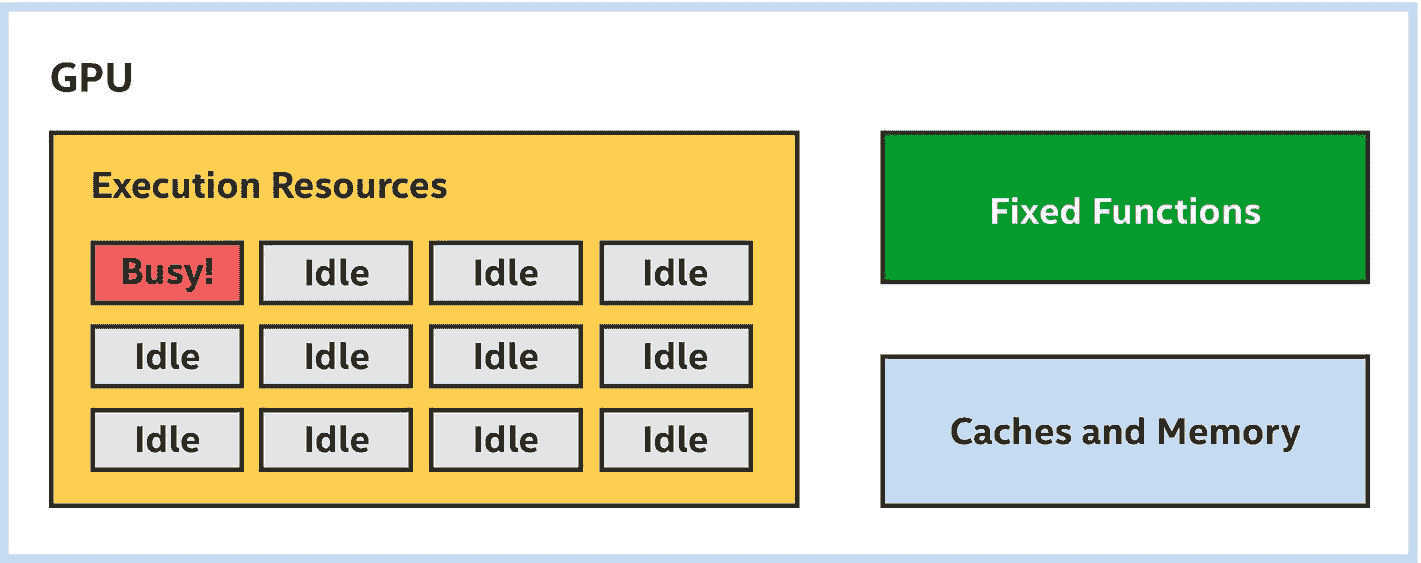 GPU
Execution Resources
Busy! Idle Idle Idle
Idle Idle Idle Idle
Idle Idle Idle Idle
Fixed Functions
Caches and Memory